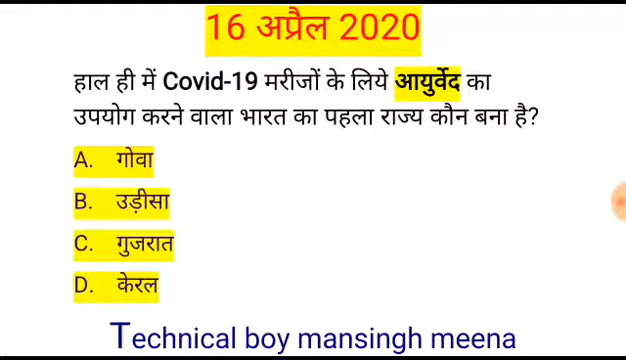 16 अप्रैल 2020
हाल ही में Covid-19 मरीजों के लिये आयुर्वेद का
उपयोग करने वाला भारत का पहला राज्य कौन बना है?
A. गोवा
B. उड़ीसा
C. गुजरात
D. केरल
Technical boy mansingh meena